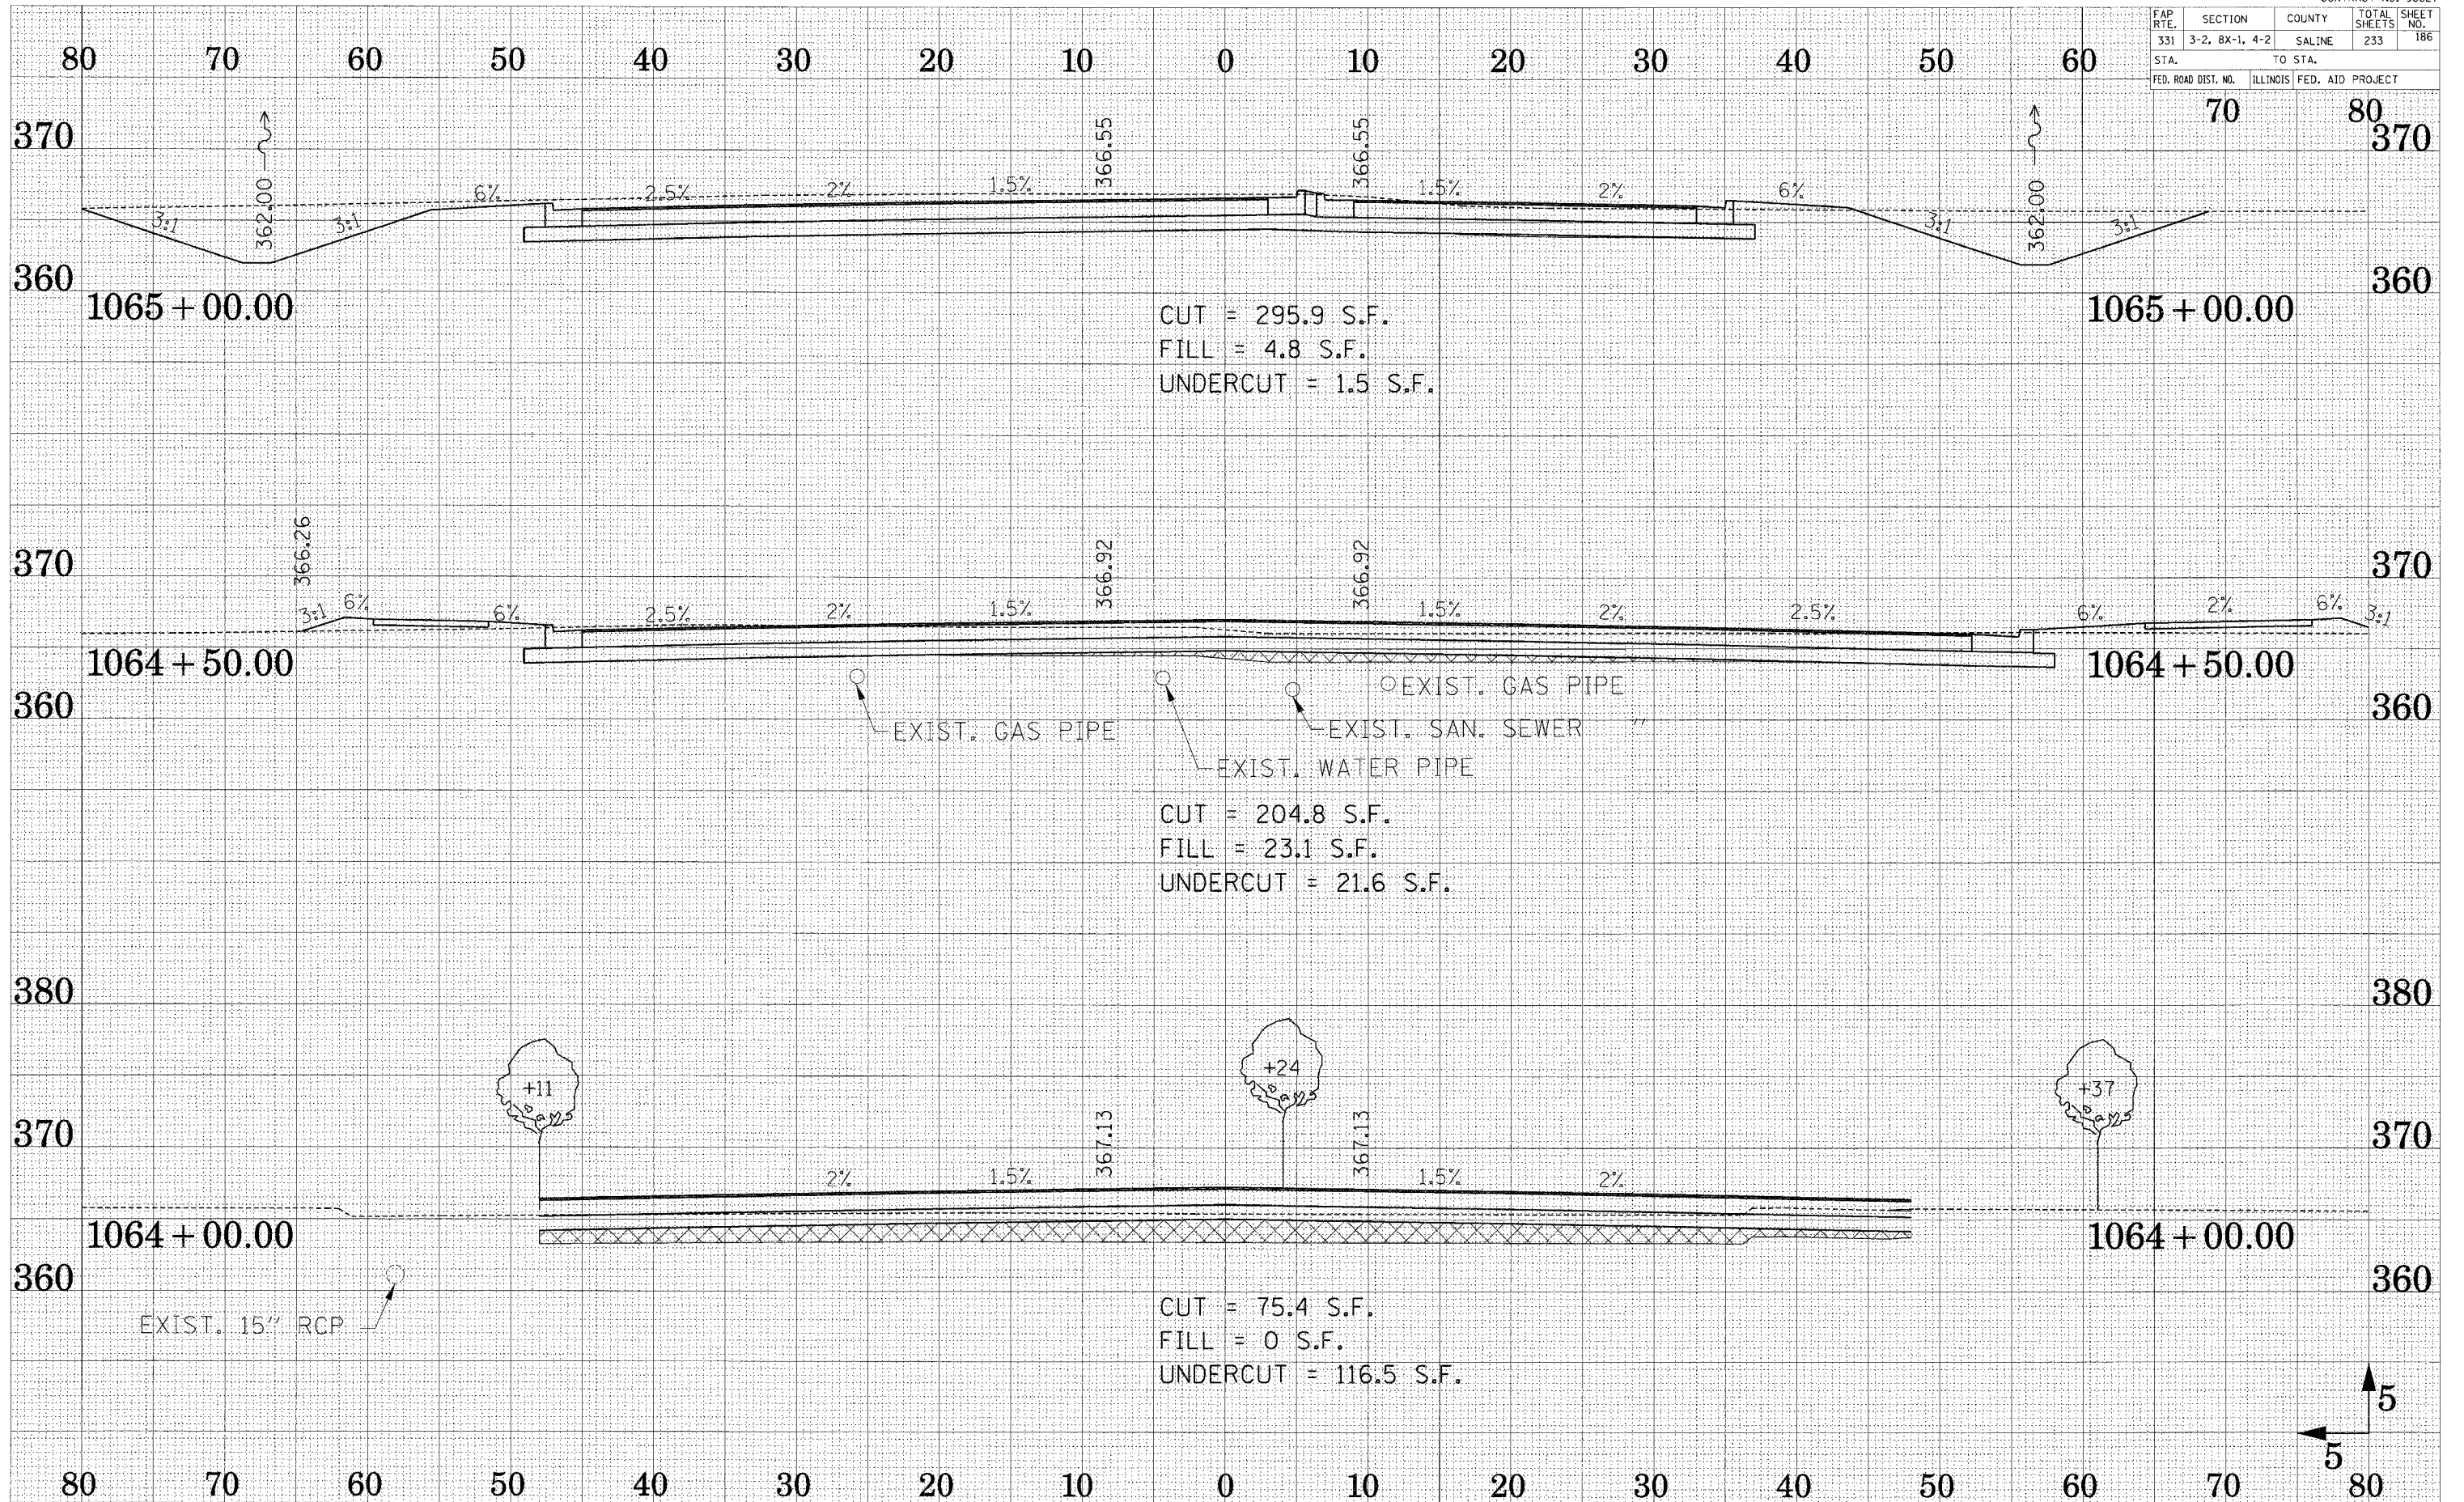 FAP RTE. SECTION COUNTY TOTAL SHEETS SHEET NO.
331 3-2, 8X-1, 4-2 SALINE 233 186
STA. TO STA.
FED. ROAD DIST. NO. ILLINOIS FED. AID PROJECT
80 70 60 50 40 30 20 10 0 10 20 30 40 50 60 70 80
370 362.00 366.55 366.55 362.00 370
3:1 3:1 6% 2.5% 2% 1.5% 1.5% 2% 6% 3:1 3:1
360 360
1065+00.00 1065+00.00
CUT = 295.9 S.F.
FILL = 4.8 S.F.
UNDERCUT = 1.5 S.F.
370 366.26 366.92 366.92 370
3:1 6% 6% 2.5% 2% 1.5% 1.5% 2% 2.5% 6% 2% 6% 3:1
1064+50.00 1064+50.00
EXIST. GAS PIPE
360 360
EXIST. GAS PIPE EXIST. SAN. SEWER "
EXIST. WATER PIPE
CUT = 204.8 S.F.
FILL = 23.1 S.F.
UNDERCUT = 21.6 S.F.
380 380
+11 +24 +37
370 367.13 367.13 370
2% 1.5% 1.5% 2%
1064+00.00 1064+00.00
360 360
EXIST. 15" RCP
CUT = 75.4 S.F.
FILL = 0 S.F.
UNDERCUT = 116.5 S.F.
5
5
80 70 60 50 40 30 20 10 0 10 20 30 40 50 60 70 80